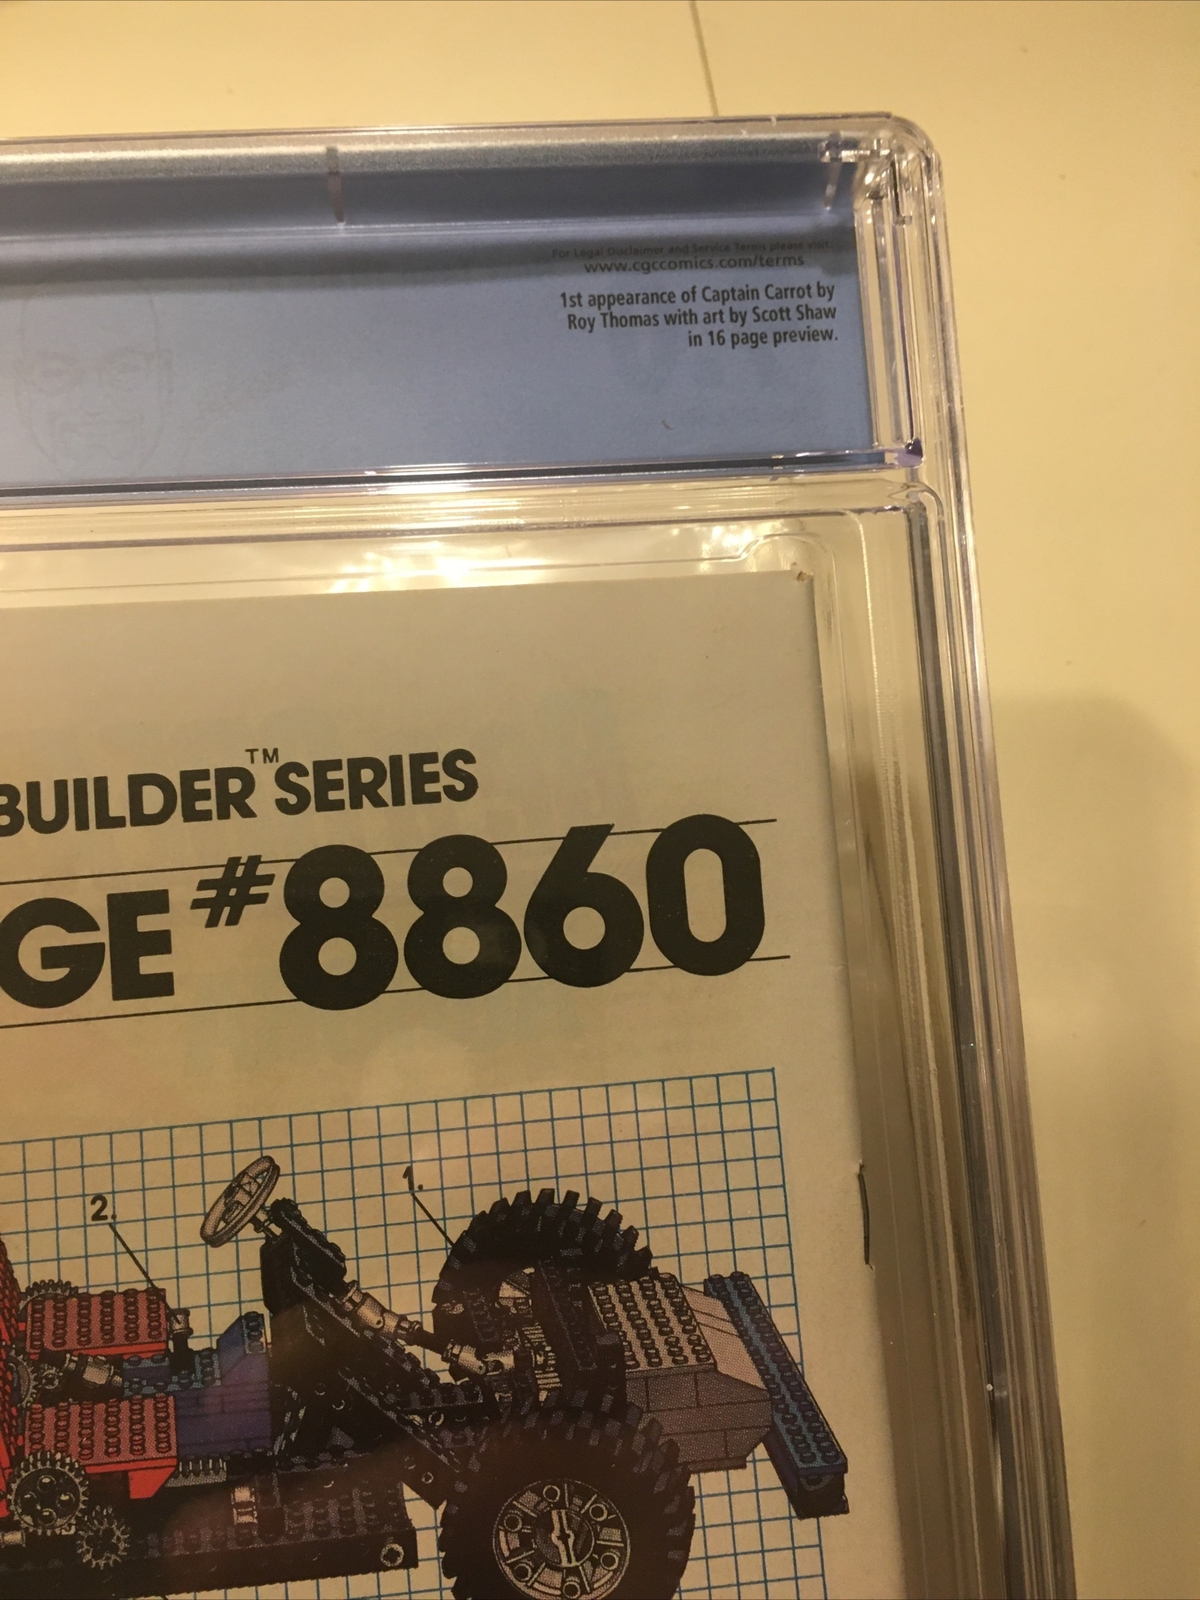 For Legal Disclaimer and Service Terms please visit:
www.cgccomics.com/terms
1st appearance of Captain Carrot by
Roy Thomas with art by Scott Shaw
in 16 page preview.
BUILDER™ SERIES
GE #8860
1.
2.